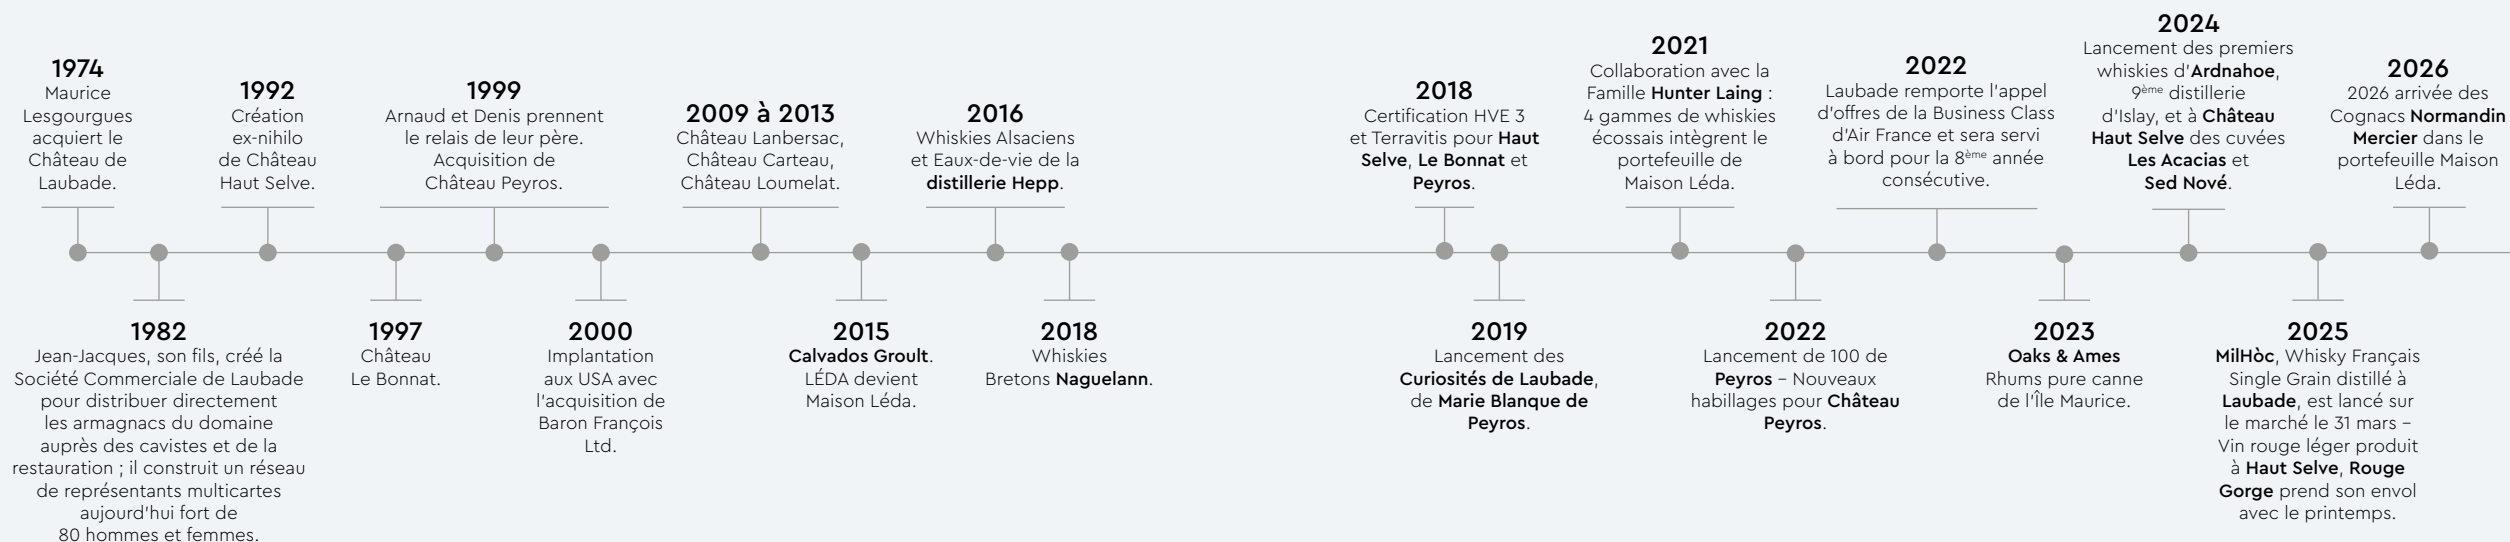 1974
Maurice
Lesgourgues
acquiert le
Château de
Laubade.
1982
Jean-Jacques, son fils, créé la
Société Commerciale de Laubade
pour distribuer directement
les armagnacs du domaine
auprès des cavistes et de la
restauration ; il construit un réseau
de représentants multicartes
aujourd'hui fort de
80 hommes et femmes.
1992
Création
ex-nihilo
de Château
Haut Selve.
1997
Château
Le Bonnat.
1999
Arnaud et Denis prennent
le relais de leur père.
Acquisition de
Château Peyros.
2000
Implantation
aux USA avec
l'acquisition de
Baron François
Ltd.
2009 à 2013
Château Lanbersac,
Château Carteau,
Château Loumelat.
2015
Calvados Groult.
LÉDA devient
Maison Léda.
2016
Whiskies Alsaciens
et Eaux-de-vie de la
distillerie Hepp.
2018
Whiskies
Bretons Naguelann.
2018
Certification HVE 3
et Terravitis pour Haut
Selve, Le Bonnat et
Peyros.
2019
Lancement des
Curiosités de Laubade,
de Marie Blanque de
Peyros.
2021
Collaboration avec la
Famille Hunter Laing :
4 gammes de whiskies
écossais intègrent le
portefeuille de
Maison Léda.
2022
Lancement de 100 de
Peyros – Nouveaux
habillages pour Château
Peyros.
2022
Laubade remporte l'appel
d'offres de la Business Class
d'Air France et sera servi
à bord pour la 8ème année
consécutive.
2023
Oaks & Ames
Rhums pure canne
de l'Île Maurice.
2024
Lancement des premiers
whiskies d'Ardnahoe,
9ème distillerie
d'Islay, et à Château
Haut Selve des cuvées
Les Acacias et
Sed Nové.
2025
MilHòc, Whisky Français
Single Grain distillé à
Laubade, est lancé sur
le marché le 31 mars –
Vin rouge léger produit
à Haut Selve, Rouge
Gorge prend son envol
avec le printemps.
2026
2026 arrivée des
Cognacs Normandin
Mercier dans le
portefeuille Maison
Léda.